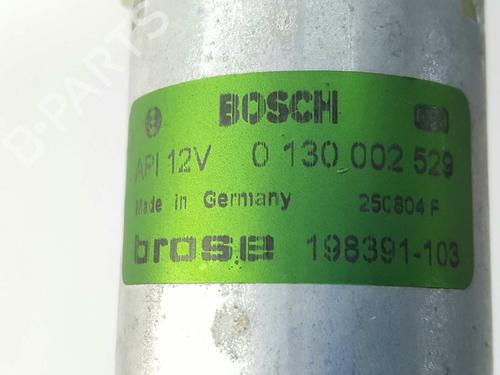 B-PARTS
BOSCH
API 12V 0 130 002 529
Made in Germany 250804 F
brose 198391-103